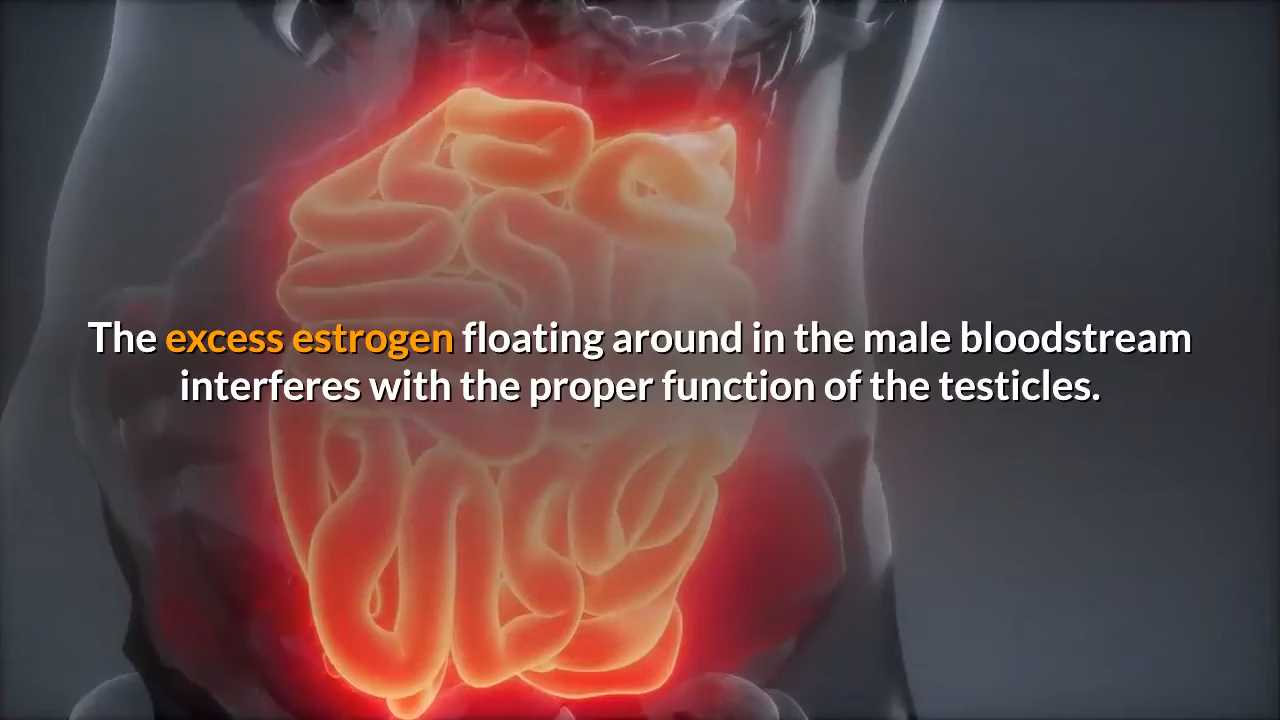 The excess estrogen floating around in the male bloodstream
interferes with the proper function of the testicles.